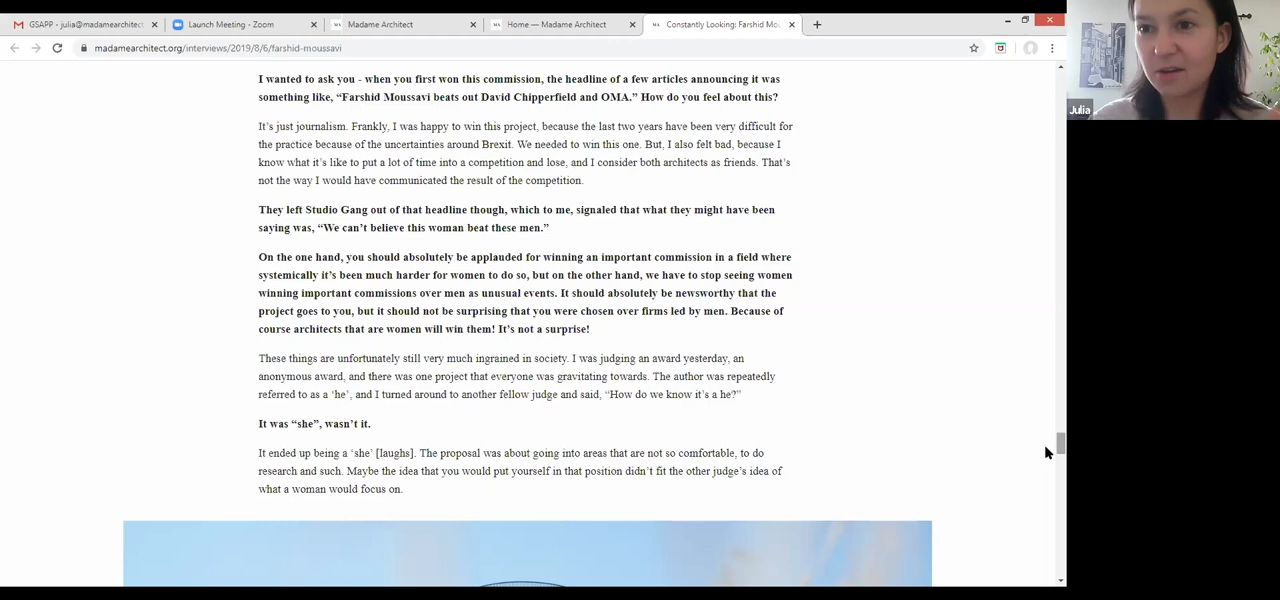 GSAPP - julia@madamearchitect
Launch Meeting - Zoom
Madame Architect
Home — Madame Architect
Constantly Looking: Farshid Mou
madamearchitect.org/interviews/2019/8/6/farshid-moussavi
Julia
I wanted to ask you - when you first won this commission, the headline of a few articles announcing it was
something like, “Farshid Moussavi beats out David Chipperfield and OMA.” How do you feel about this?
It’s just journalism. Frankly, I was happy to win this project, because the last two years have been very difficult for
the practice because of the uncertainties around Brexit. We needed to win this one. But, I also felt bad, because I
know what it’s like to put a lot of time into a competition and lose, and I consider both architects as friends. That’s
not the way I would have communicated the result of the competition.
They left Studio Gang out of that headline though, which to me, signaled that what they might have been
saying was, “We can’t believe this woman beat these men.”
On the one hand, you should absolutely be applauded for winning an important commission in a field where
systemically it’s been much harder for women to do so, but on the other hand, we have to stop seeing women
winning important commissions over men as unusual events. It should absolutely be newsworthy that the
project goes to you, but it should not be surprising that you were chosen over firms led by men. Because of
course architects that are women will win them! It’s not a surprise!
These things are unfortunately still very much ingrained in society. I was judging an award yesterday, an
anonymous award, and there was one project that everyone was gravitating towards. The author was repeatedly
referred to as a ‘he’, and I turned around to another fellow judge and said, “How do we know it’s a he?”
It was “she”, wasn’t it.
It ended up being a ‘she’ [laughs]. The proposal was about going into areas that are not so comfortable, to do
research and such. Maybe the idea that you would put yourself in that position didn’t fit the other judge’s idea of
what a woman would focus on.